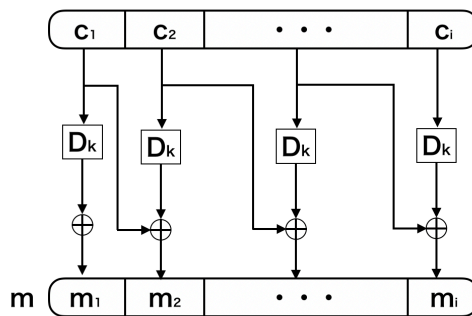 c₁ c₂ · · · cᵢ
Dₖ Dₖ Dₖ Dₖ
m m₁ m₂ · · · mᵢ